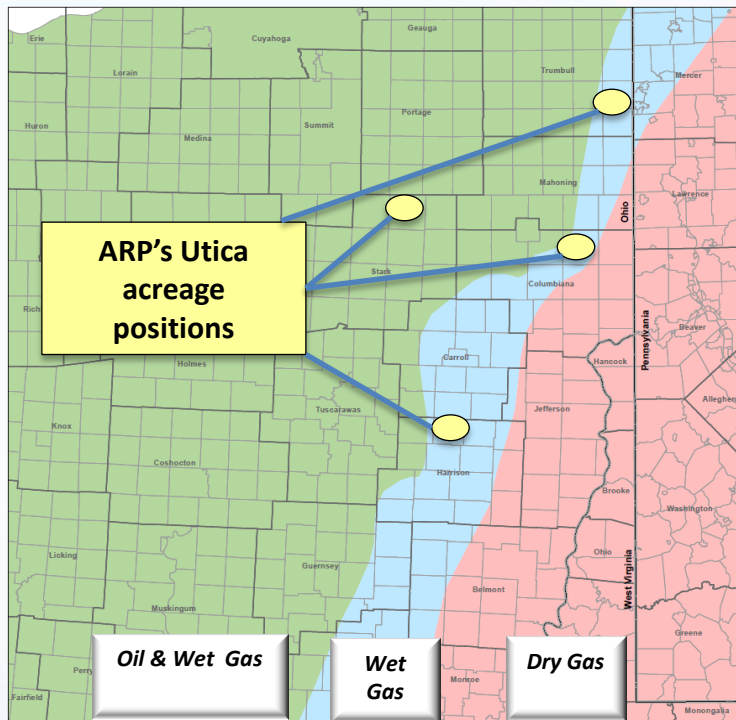 Geauga
Erie
Cuyahoga
Lorain
Trumbull
Mercer
Summit
Portage
Huron
Medina
Mahoning
Lawrence
Ohio
ARP's Utica
acreage
positions
Stark
Columbiana
Rich
Pennsylvania
Beaver
Holmes
Carroll
Hancock
Allegheny
Tuscarawas
Jefferson
Knox
Coshocton
Harrison
Brooke
Washington
Licking
Guernsey
Ohio
West Virginia
Belmont
Muskingum
Greene
Oil & Wet Gas
Wet
Gas
Dry Gas
Perry
Monroe
Fairfield
Monongalia